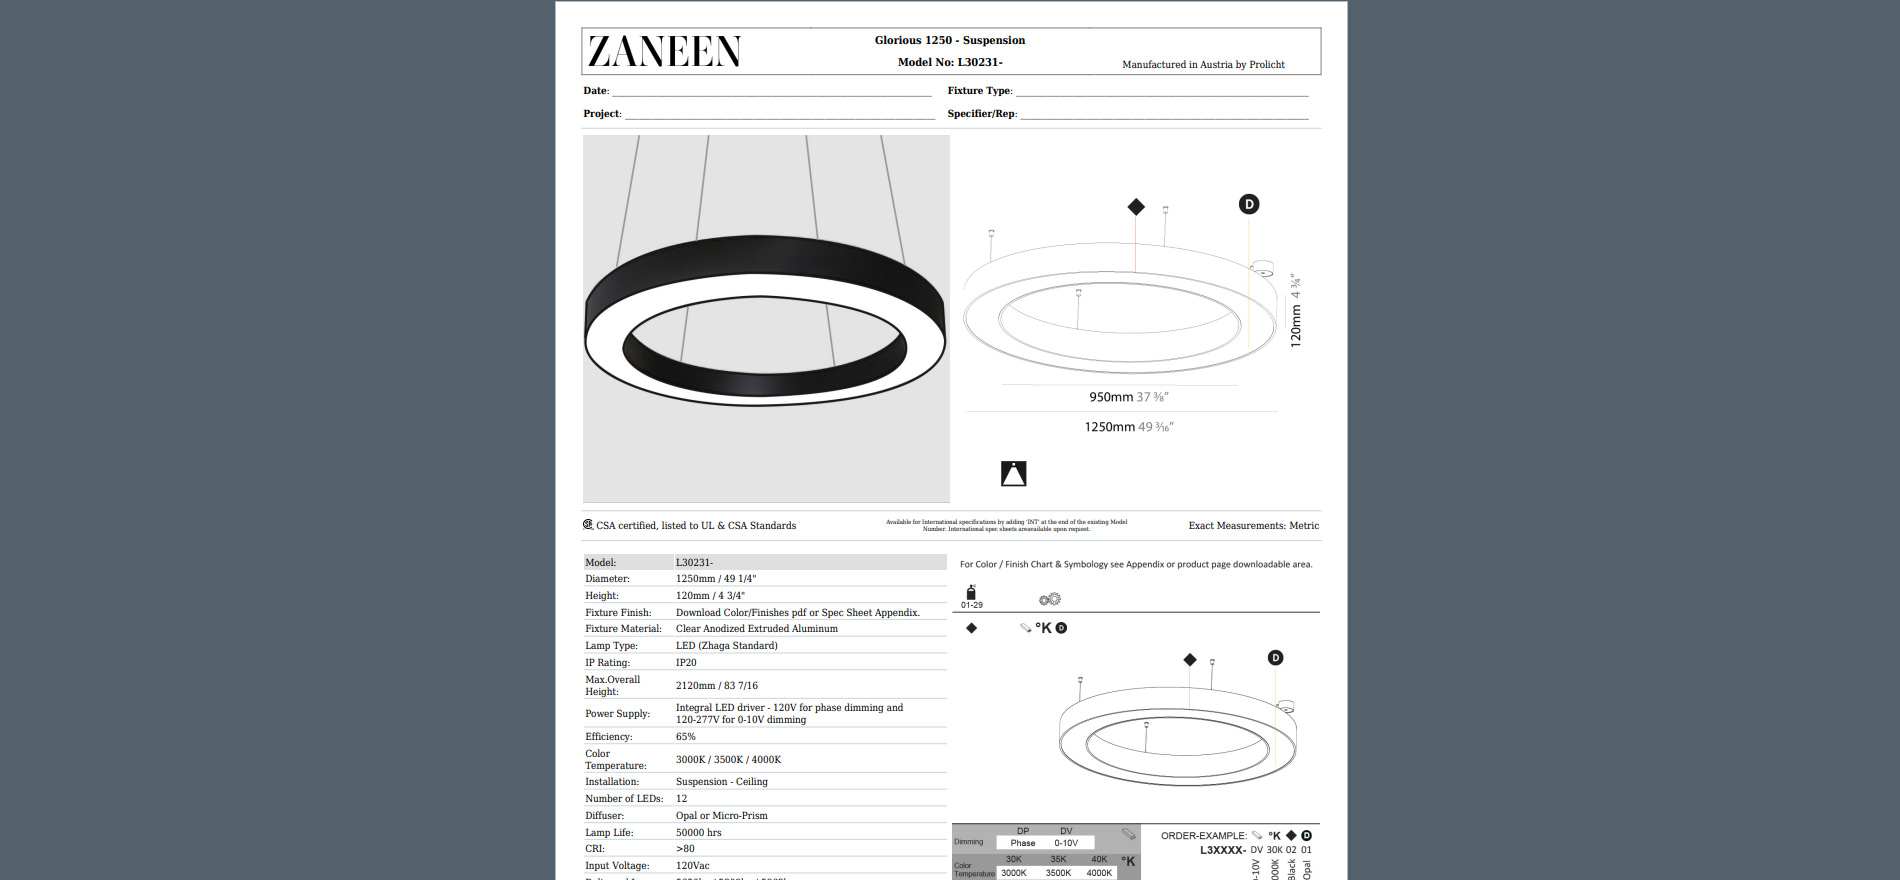 ZANEEN
Glorious 1250 - Suspension
Model No: L30231-
Manufactured in Austria by Prolicht
Date:
Fixture Type:
Project:
Specifier/Rep:
D
120mm 4 ¾"
950mm 37 ⅜"
1250mm 49 3⁄16"
CSA certified, listed to UL & CSA Standards
Available for International specifications by adding 'INT' at the end of the existing Model
Number. International spec sheets areavailable upon request.
Exact Measurements: Metric
Model: L30231-
Diameter: 1250mm / 49 1/4"
Height: 120mm / 4 3/4"
Fixture Finish: Download Color/Finishes pdf or Spec Sheet Appendix.
Fixture Material: Clear Anodized Extruded Aluminum
Lamp Type: LED (Zhaga Standard)
IP Rating: IP20
Max.Overall
Height:
2120mm / 83 7/16
Power Supply:
Integral LED driver - 120V for phase dimming and
120-277V for 0-10V dimming
Efficiency: 65%
Color
Temperature:
3000K / 3500K / 4000K
Installation: Suspension - Ceiling
Number of LEDs: 12
Diffuser: Opal or Micro-Prism
Lamp Life: 50000 hrs
CRI: >80
Input Voltage: 120Vac
For Color / Finish Chart & Symbology see Appendix or product page downloadable area.
01-29
°K D
D
DP DV
Dimming Phase 0-10V
30K 35K 40K °K
Color
Temperature 3000K 3500K 4000K
ORDER-EXAMPLE: °K D
L3XXXX- DV 30K 02 01
Black
Opal